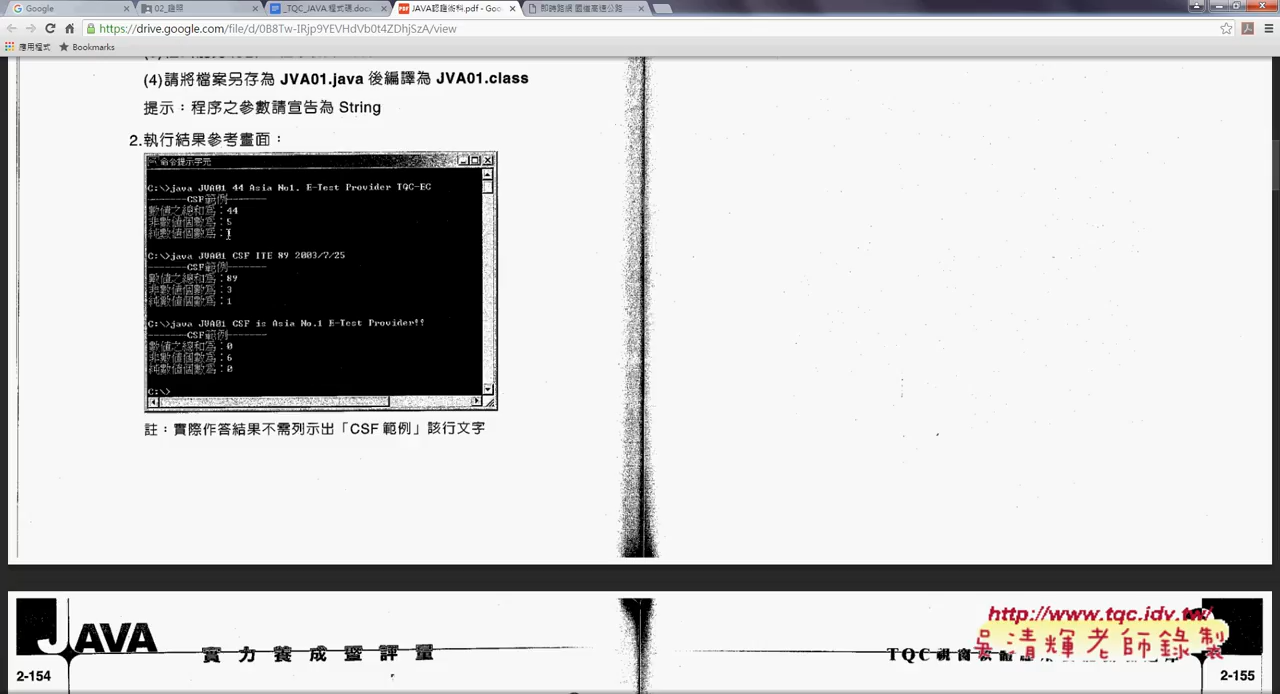 Google
02_證照
_TQC_JAVA 程式碼.docx
JAVA認證術科.pdf - Goo
即時路況 國道高速公路
https://drive.google.com/file/d/0B8Tw-IRjp9YEVHdVb0t4ZDhjSzA/view
應用程式
Bookmarks
(4)請將檔案另存為 JVA01.java 後編譯為 JVA01.class
提示：程序之參數請宣告為 String
2.執行結果參考畫面：
命令提示字元
C:\>java JVA01 44 Asia No1. E-Test Provider TQC-EC
-------CSF範例-------
數值之總和為：44
非數值個數為：5
純數值個數為：
C:\>java JVA01 CSF ITE 89 2003/7/25
-------CSF範例-------
數值之總和為：89
非數值個數為：3
純數值個數為：1
C:\>java JVA01 CSF is Asia No.1 E-Test Provider!!
-------CSF範例-------
數值之總和為：0
非數值個數為：6
純數值個數為：0
C:\>
註：實際作答結果不需列示出「CSF 範例」該行文字
JAVA
實力養成暨評量
2-154
http://www.tqc.idv.tw/
吳清輝老師錄製
2-155